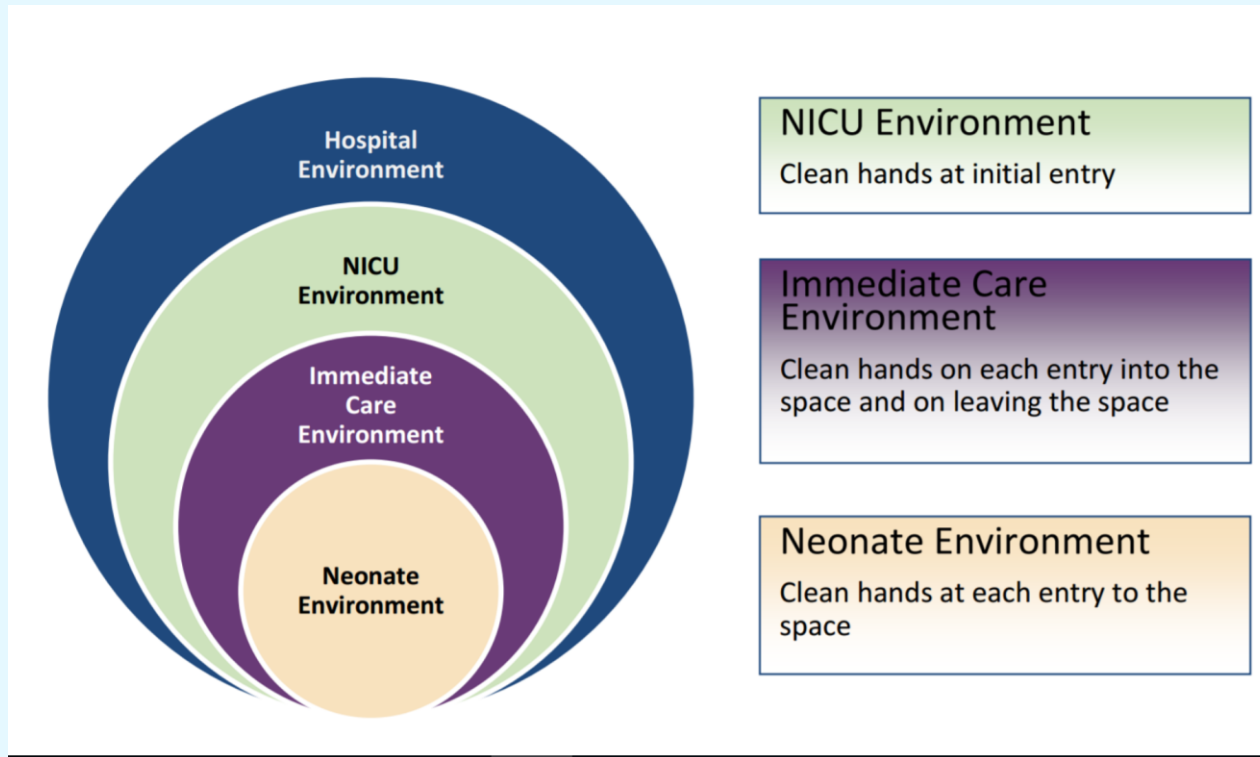 Hospital
Environment
NICU
Environment
Immediate
Care
Environment
Neonate
Environment
NICU Environment
Clean hands at initial entry
Immediate Care
Environment
Clean hands on each entry into the
space and on leaving the space
Neonate Environment
Clean hands at each entry to the
space